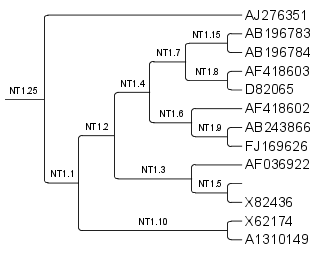 AJ276351
NT1.15 AB196783
NT1.7
AB196784
NT1.8 AF418603
NT1.4
D82065
NT1.25
AF418602
NT1.6
NT1.9 AB243866
NT1.2
FJ169626
AF036922
NT1.3
NT1.1
NT1.5
X82436
X62174
NT1.10
A1310149